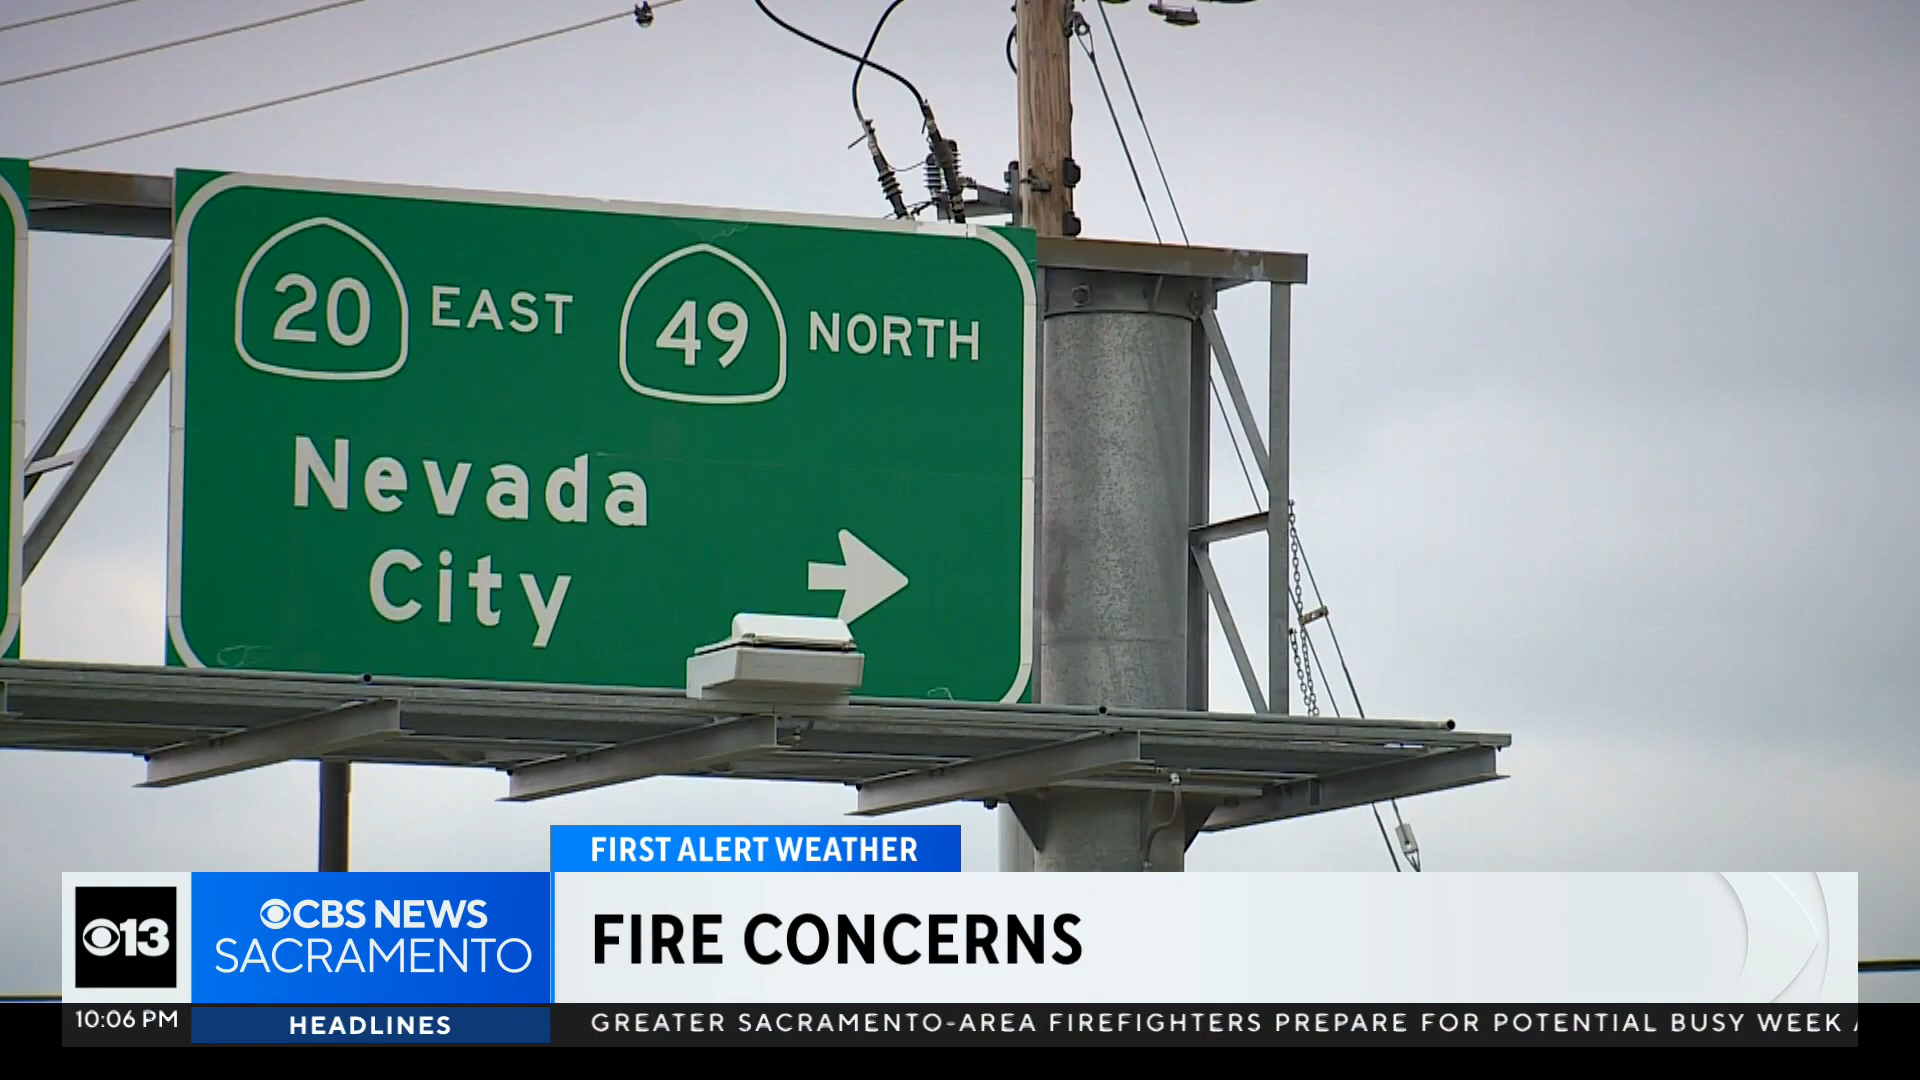 20 EAST 49 NORTH
Nevada
City
FIRST ALERT WEATHER
13
CBS NEWS
SACRAMENTO
FIRE CONCERNS
10:06 PM
HEADLINES
GREATER SACRAMENTO-AREA FIREFIGHTERS PREPARE FOR POTENTIAL BUSY WEEK